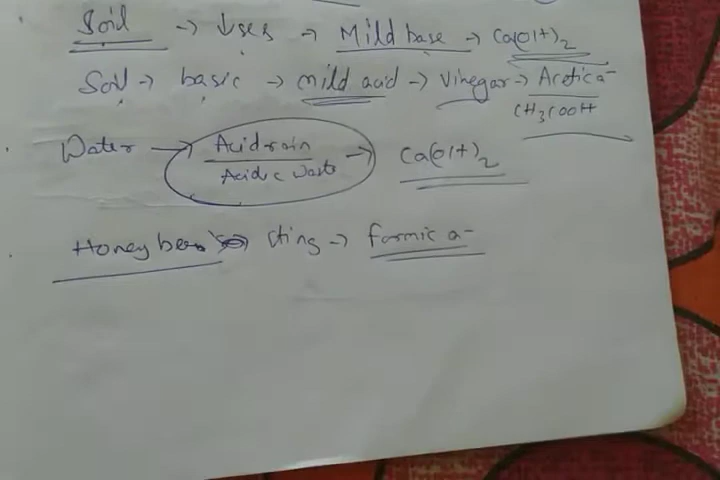 Soil → ↓ses → Mild base → Ca(OH)2
Soil → basic → mild acid → Vinegar → Acetic a-
CH3COOH
Water → Acid rain → Ca(OH)2
Acidic waste
Honey bee's sting → formic a-